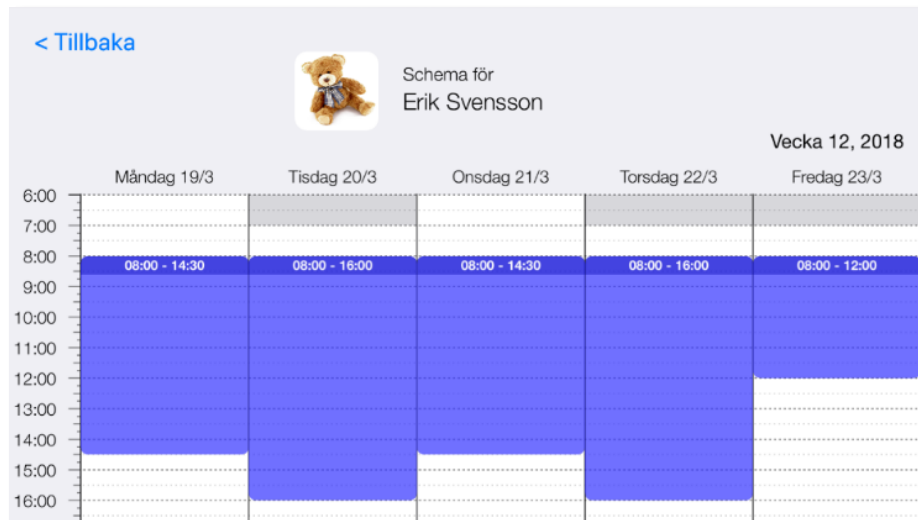 < Tillbaka
Schema för
Erik Svensson
Vecka 12, 2018
Måndag 19/3 Tisdag 20/3 Onsdag 21/3 Torsdag 22/3 Fredag 23/3
6:00
7:00
8:00
08:00 - 14:30 08:00 - 16:00 08:00 - 14:30 08:00 - 16:00 08:00 - 12:00
9:00
10:00
11:00
12:00
13:00
14:00
15:00
16:00